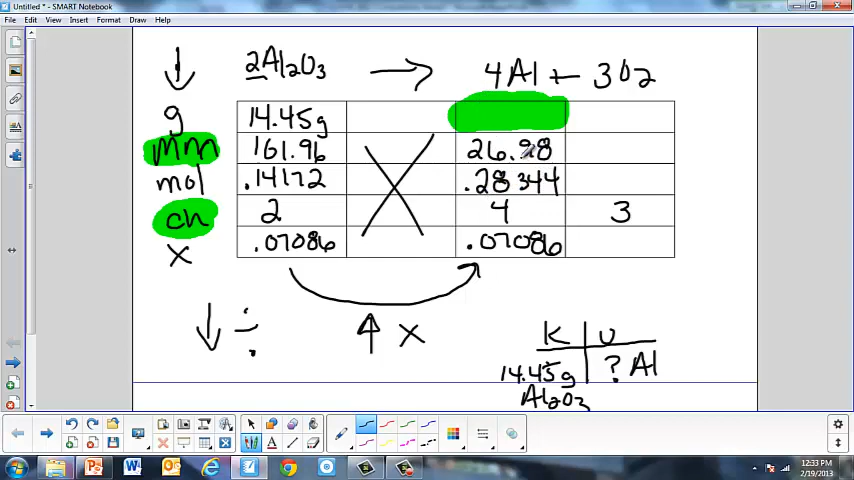 Untitled * - SMART Notebook
File Edit View Insert Format Draw Help
2Al2O3 → 4Al + 3O2
g 14.45g
mm 161.96 26.98
mol .14172 .28344
ch 2 4 3
x .07086 .07086
↓ ÷ ↑ x
K U
14.45g ? Al
Al2O3
12:33 PM
2/19/2013